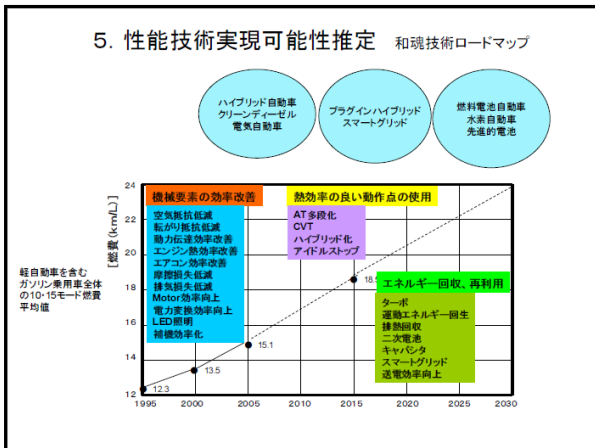 5. 性能技術実現可能性推定 和魂技術ロードマップ
ハイブリッド自動車
クリーンディーゼル
電気自動車
プラグインハイブリッド
スマートグリッド
燃料電池自動車
水素自動車
先進的電池
[燃費(km/L)]
24
22
20
18
16
14
12
機械要素の効率改善
空気抵抗低減
転がり抵抗低減
動力伝達効率改善
エンジン熱効率改善
エアコン効率改善
摩擦損失低減
排気損失低減
Motor効率向上
電力変換効率向上
LED照明
補機効率化
熱効率の良い動作点の使用
AT多段化
CVT
ハイブリッド化
アイドルストップ
エネルギー回収、再利用
ターボ
運動エネルギー回生
排熱回収
二次電池
キャパシタ
スマートグリッド
送電効率向上
軽自動車を含む
ガソリン乗用車全体
の10・15モード燃費
平均値
12.3
13.5
15.1
18.
1995
2000
2005
2010
2015
2020
2025
2030